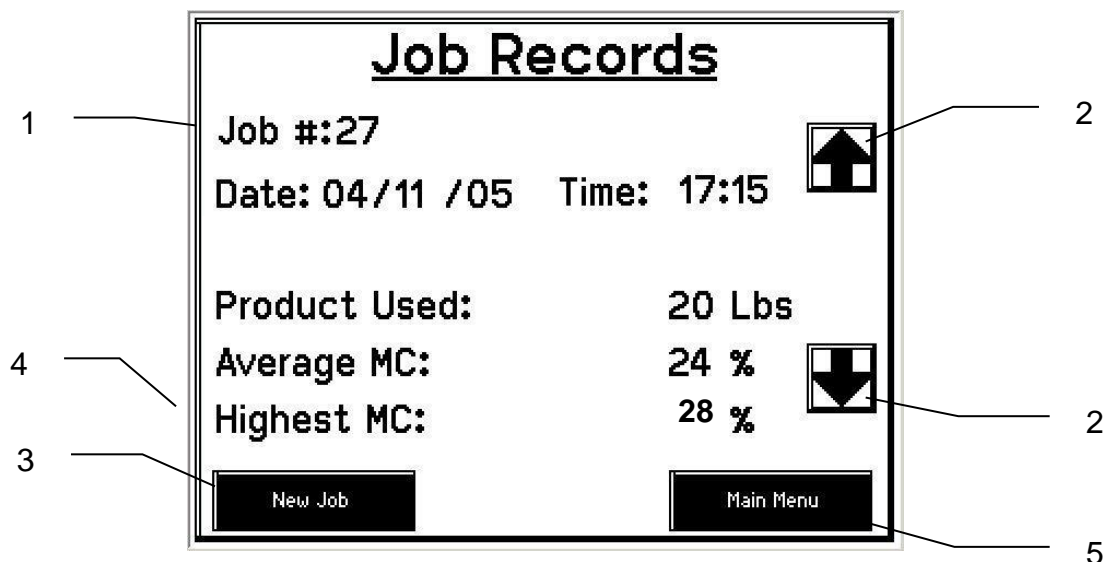 Job Records
1
2
Job #:27
Date: 04/11 /05 Time: 17:15
Product Used: 20 Lbs
4
Average MC: 24 %
Highest MC: 28 %
2
3
New Job
Main Menu
5